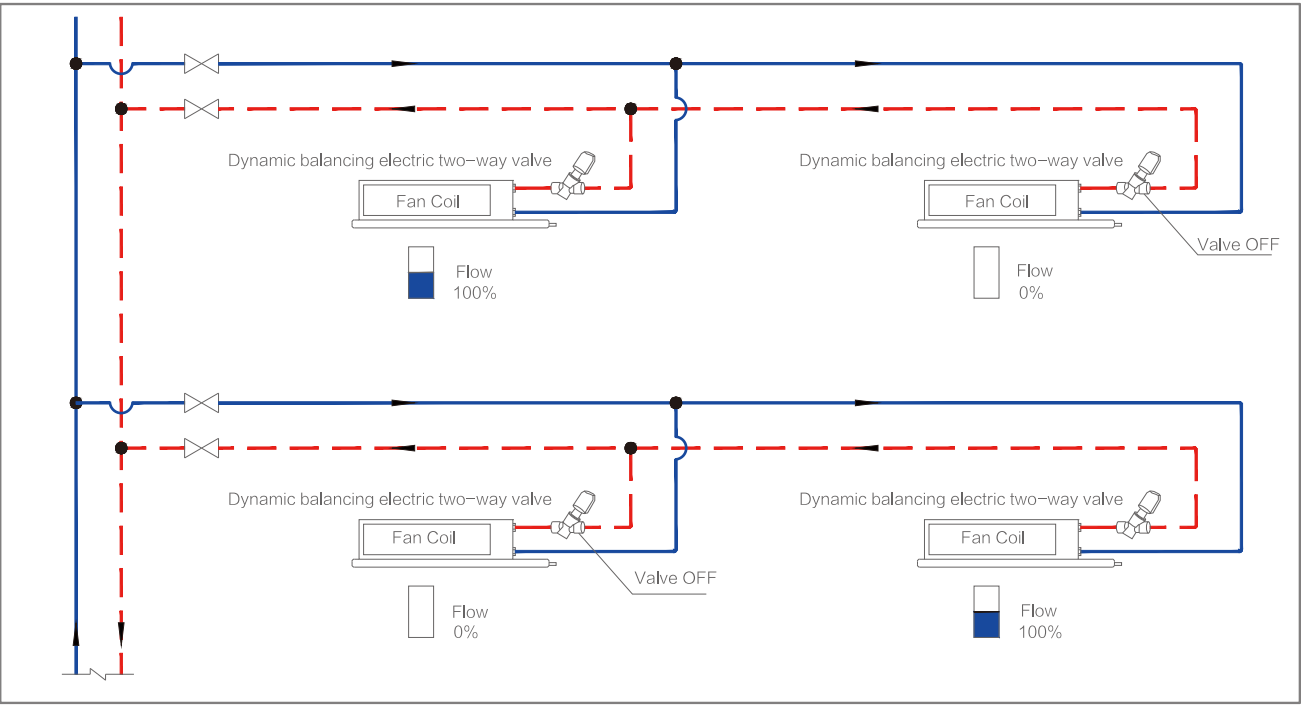 Dynamic balancing electric two-way valve
Dynamic balancing electric two-way valve
Fan Coil
Fan Coil
Valve OFF
Flow
100%
Flow
0%
Dynamic balancing electric two-way valve
Dynamic balancing electric two-way valve
Fan Coil
Fan Coil
Valve OFF
Flow
0%
Flow
100%